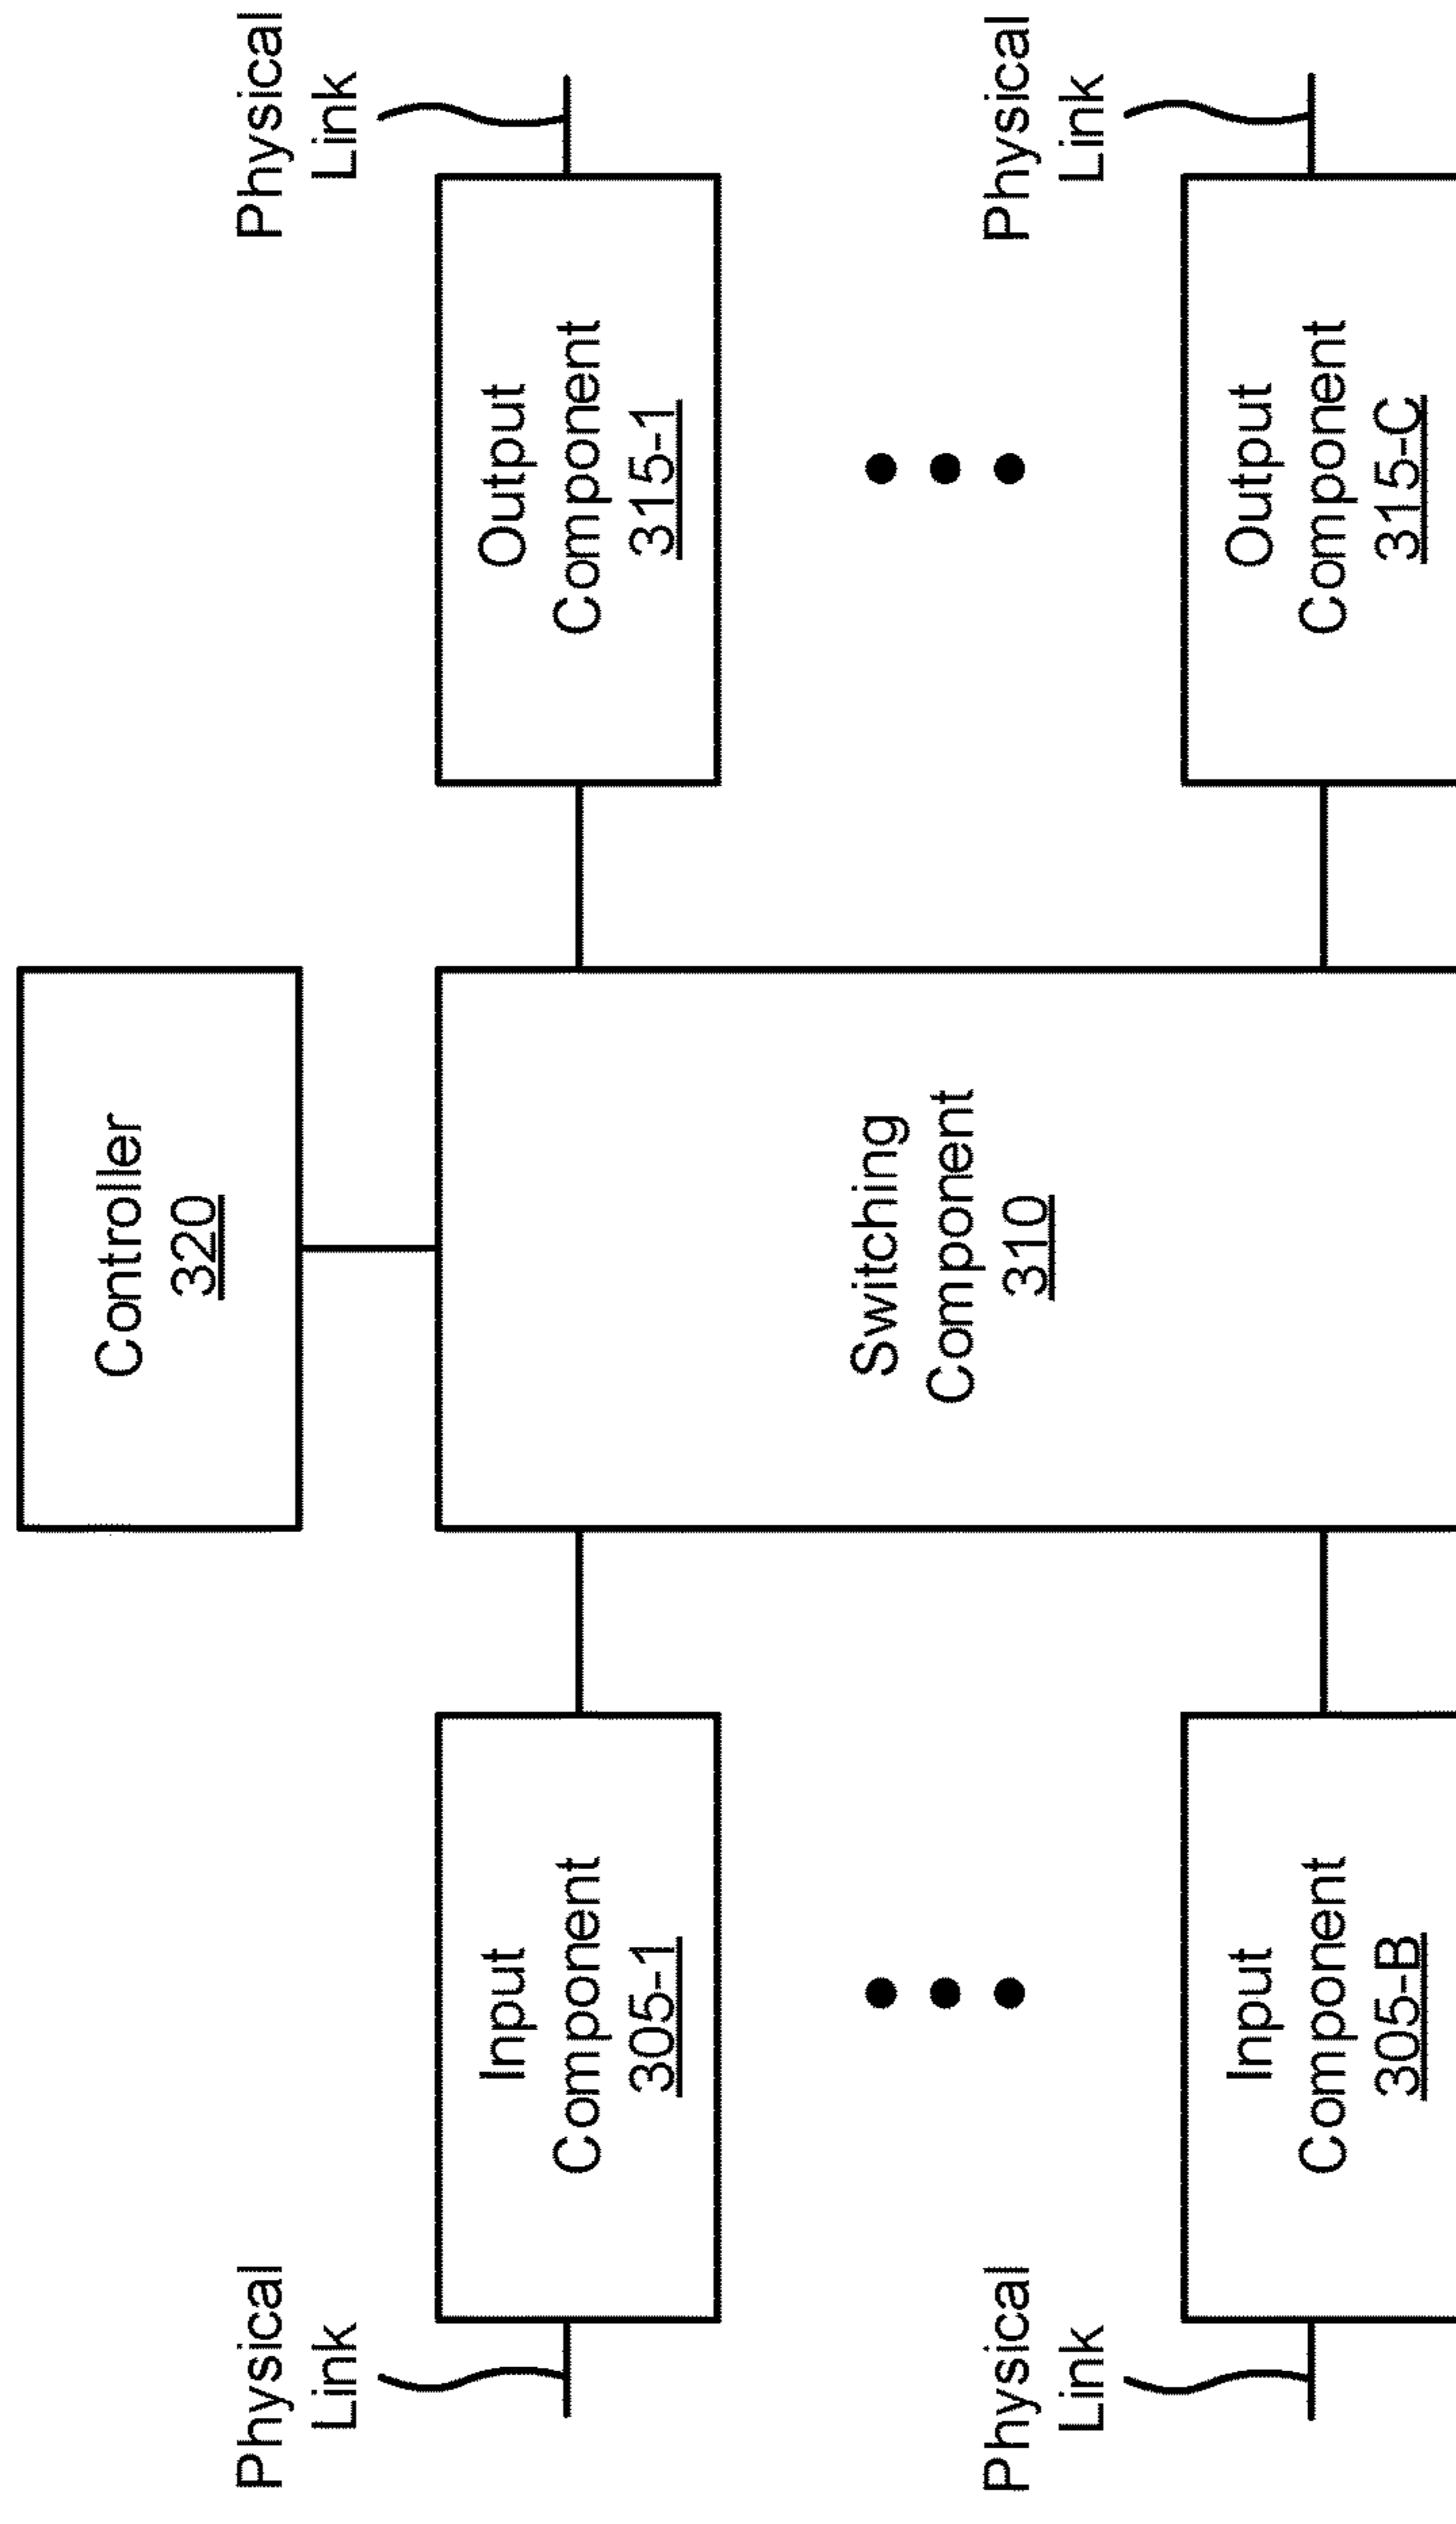 Controller
320
Physical
Link
Physical
Link
Input
Component
305-1
Switching
Component
310
Output
Component
315-1
Physical
Link
Physical
Link
Input
Component
305-B
Output
Component
315-C